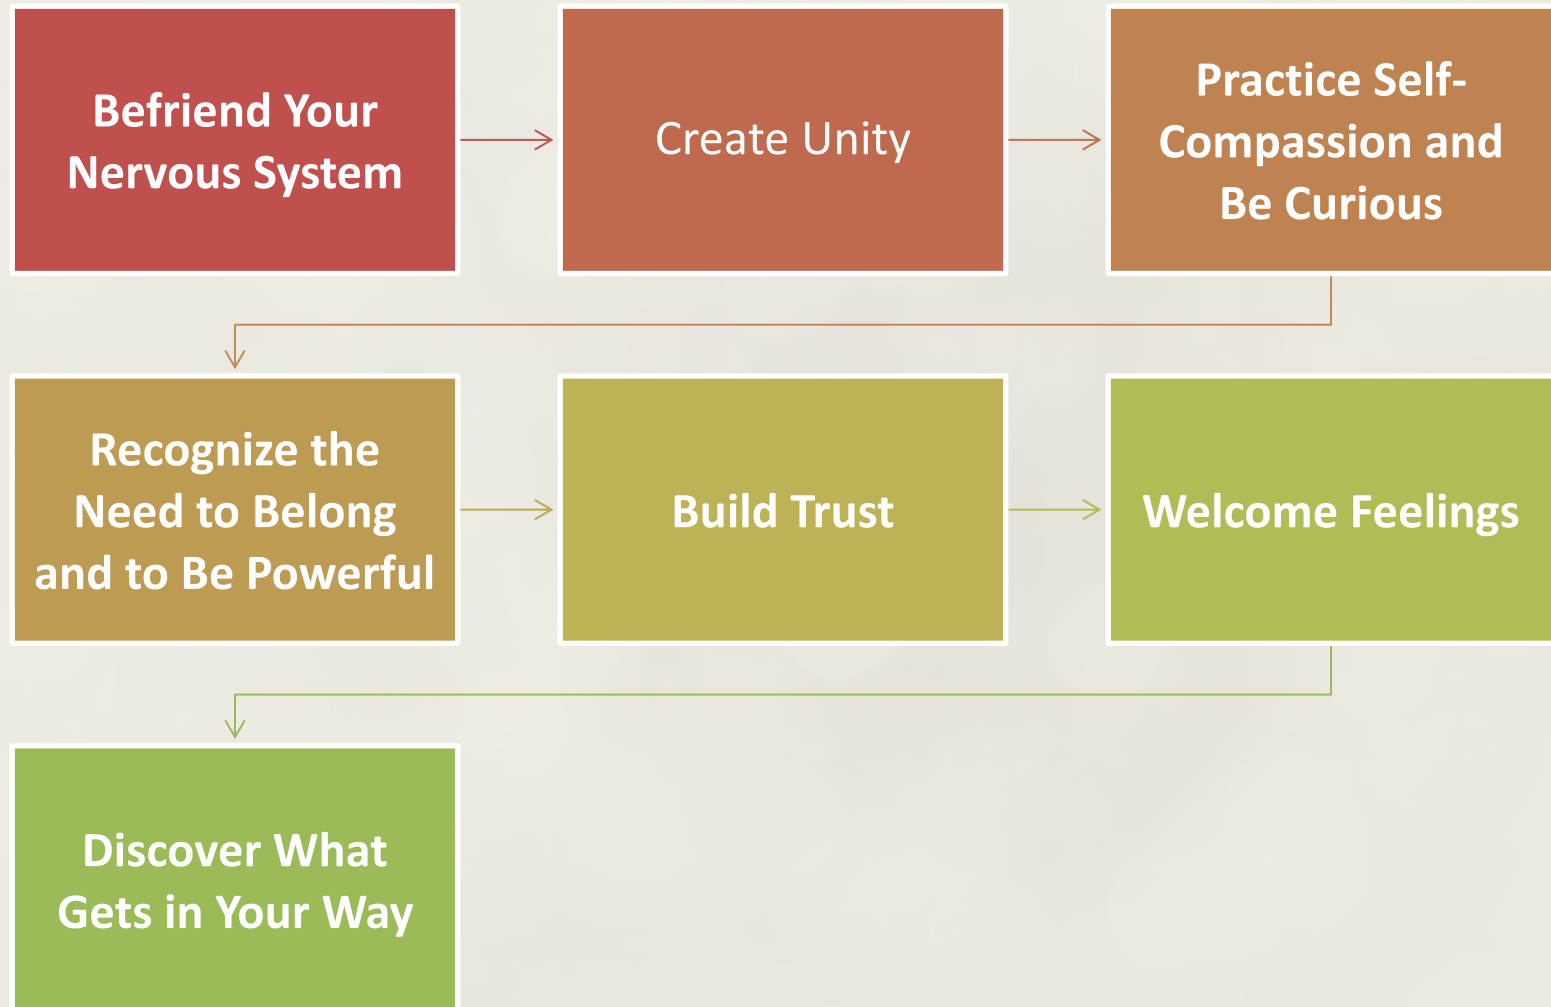 Befriend Your
Nervous System
Create Unity
Practice Self-
Compassion and
Be Curious
Recognize the
Need to Belong
and to Be Powerful
Build Trust
Welcome Feelings
Discover What
Gets in Your Way